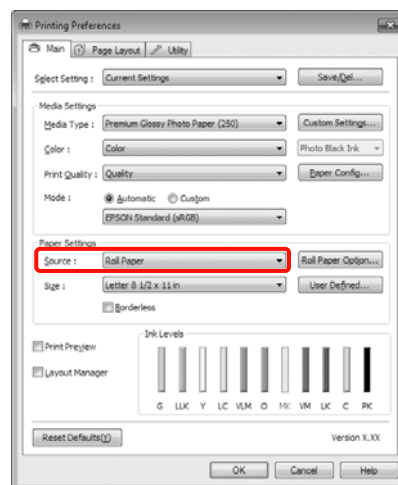 Printing Preferences
Main Page Layout Utility
Select Setting : Current Settings Save/Del...
Media Settings
Media Type : Premium Glossy Photo Paper (250) Custom Settings...
Color : Color Photo Black Ink
Print Quality : Quality Paper Config...
Mode : Automatic Custom
EPSON Standard (sRGB)
Paper Settings
Source : Roll Paper Roll Paper Option...
Size : Letter 8 1/2 x 11 in User Defined...
Borderless
Ink Levels
Print Preview
Layout Manager
G LLK Y LC VLM O MK VM LK C PK
Reset Defaults(Y) Version X.XX
OK Cancel Help